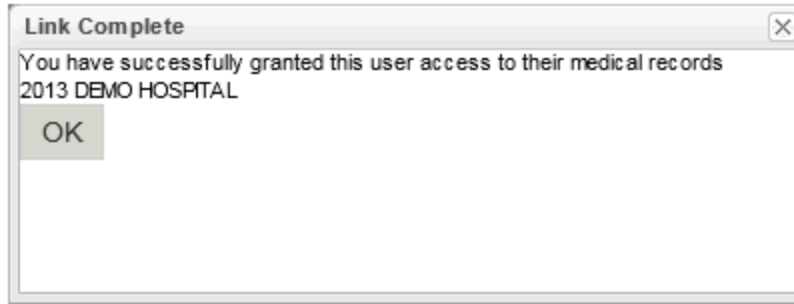 Link Complete
You have successfully granted this user access to their medical records
2013 DEMO HOSPITAL
OK